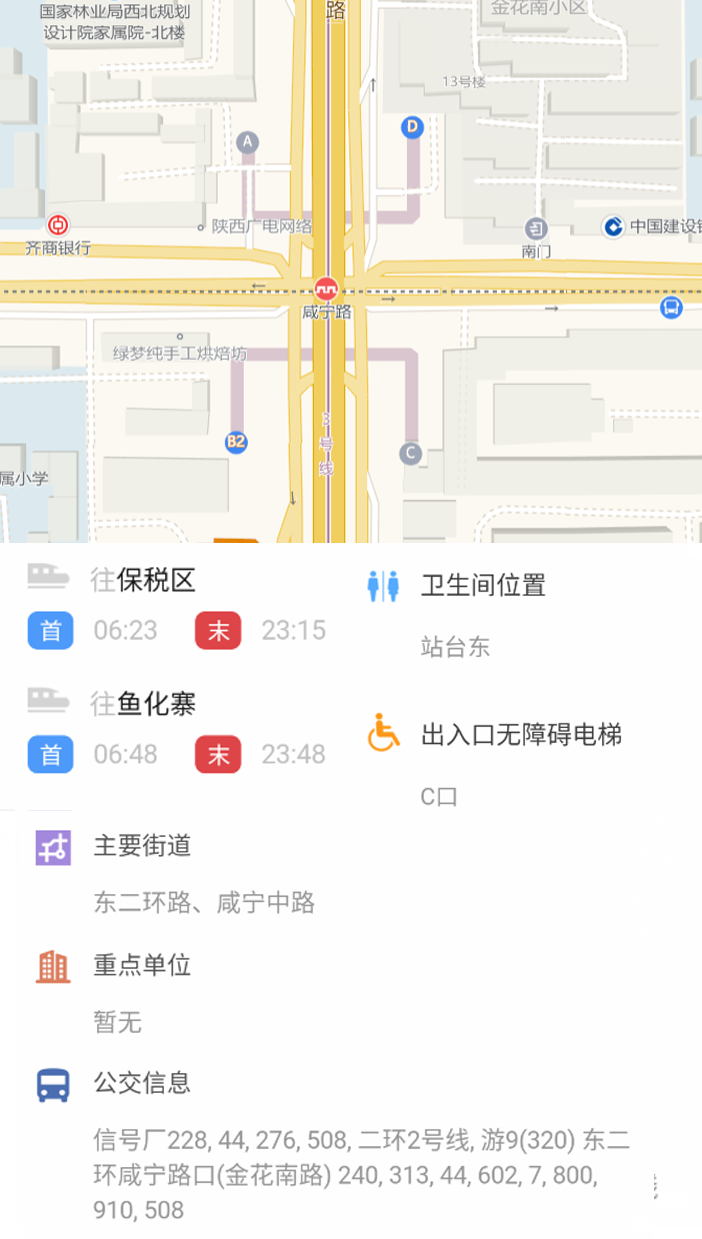 国家林业局西北规划
设计院家属院-北楼
路
金花南小区
13号楼
A
D
陕西广电网络
齐商银行
南门
中国建设银
咸宁路
绿梦纯手工烘焙坊
3号线
B2
C
属小学
往保税区
首 06:23 末 23:15
卫生间位置
站台东
往鱼化寨
首 06:48 末 23:48
出入口无障碍电梯
C口
主要街道
东二环路、咸宁中路
重点单位
暂无
公交信息
信号厂228, 44, 276, 508, 二环2号线, 游9(320) 东二
环咸宁路口(金花南路) 240, 313, 44, 602, 7, 800,
910, 508